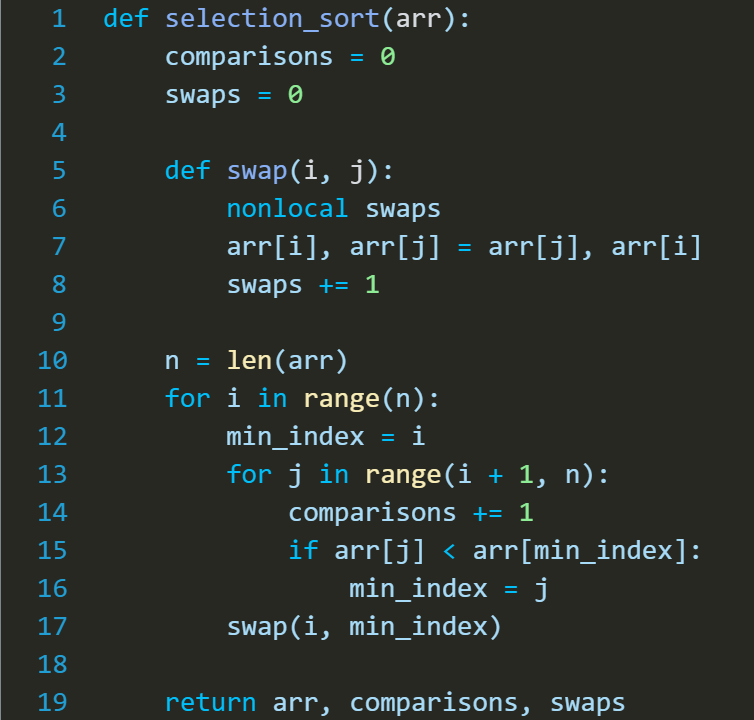 1 def selection_sort(arr):
2     comparisons = 0
3     swaps = 0
4
5     def swap(i, j):
6         nonlocal swaps
7         arr[i], arr[j] = arr[j], arr[i]
8         swaps += 1
9
10     n = len(arr)
11     for i in range(n):
12         min_index = i
13         for j in range(i + 1, n):
14             comparisons += 1
15             if arr[j] < arr[min_index]:
16                 min_index = j
17         swap(i, min_index)
18
19     return arr, comparisons, swaps